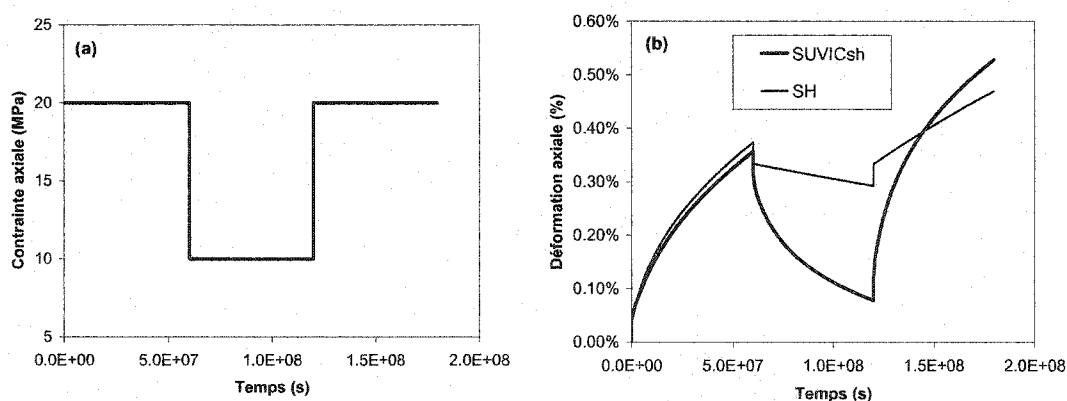 (a)
Contrainte axiale (MPa)
25
20
15
10
5
0.0E+00 5.0E+07 1.0E+08 1.5E+08 2.0E+08
Temps (s)
(b)
SUVICsh
SH
Déformation axiale (%)
0.60%
0.50%
0.40%
0.30%
0.20%
0.10%
0.00%
0.0E+00 5.0E+07 1.0E+08 1.5E+08 2.0E+08
Temps (s)